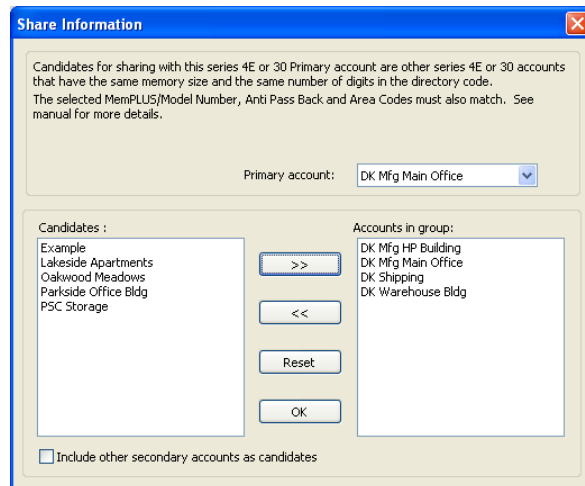 Share Information
Candidates for sharing with this series 4E or 30 Primary account are other series 4E or 30 accounts
that have the same memory size and the same number of digits in the directory code.
The selected MemPLUS/Model Number, Anti Pass Back and Area Codes must also match. See
manual for more details.
Primary account: DK Mfg Main Office
Candidates :
Example
Lakeside Apartments
Oakwood Meadows
Parkside Office Bldg
PSC Storage
>>
<<
Reset
OK
Accounts in group:
DK Mfg HP Building
DK Mfg Main Office
DK Shipping
DK Warehouse Bldg
Include other secondary accounts as candidates